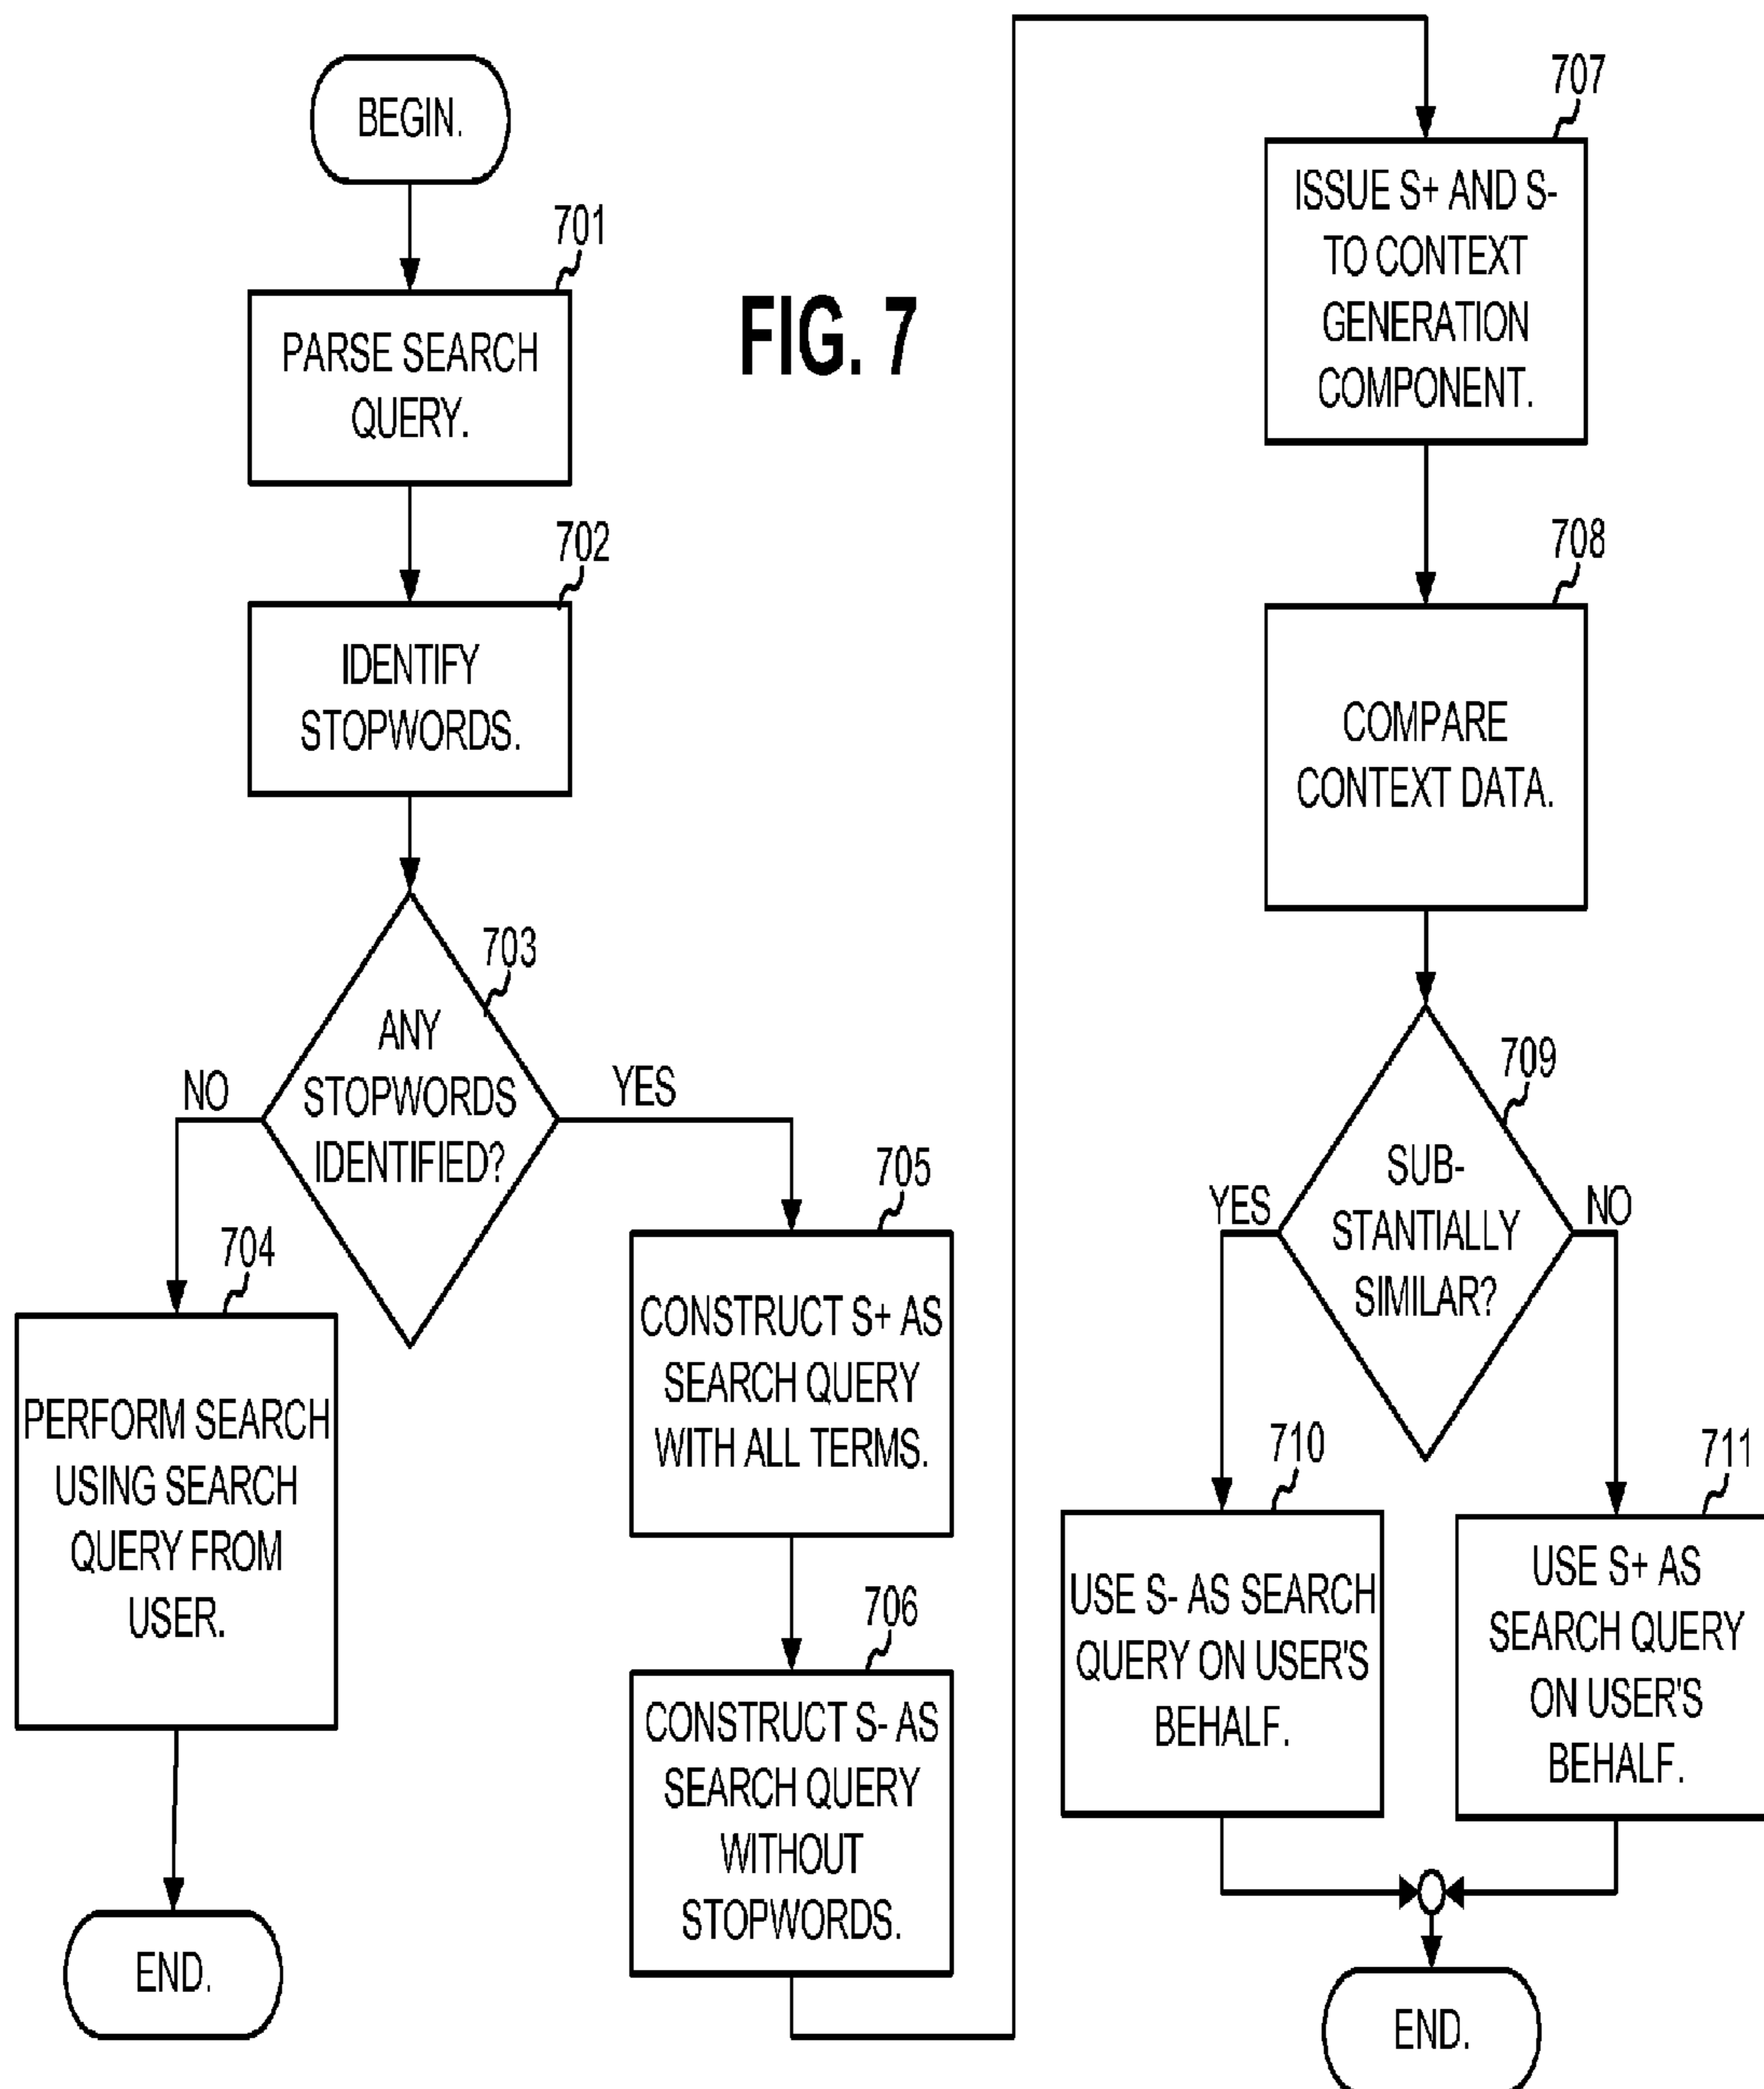 BEGIN.
701
PARSE SEARCH
QUERY.
702
IDENTIFY
STOPWORDS.
703
ANY
STOPWORDS
IDENTIFIED?
NO
YES
704
PERFORM SEARCH
USING SEARCH
QUERY FROM
USER.
END.
705
CONSTRUCT S+ AS
SEARCH QUERY
WITH ALL TERMS.
706
CONSTRUCT S- AS
SEARCH QUERY
WITHOUT
STOPWORDS.
FIG. 7
707
ISSUE S+ AND S-
TO CONTEXT
GENERATION
COMPONENT.
708
COMPARE
CONTEXT DATA.
709
SUB-
STANTIALLY
SIMILAR?
YES
NO
710
USE S- AS SEARCH
QUERY ON USER'S
BEHALF.
711
USE S+ AS
SEARCH QUERY
ON USER'S
BEHALF.
END.